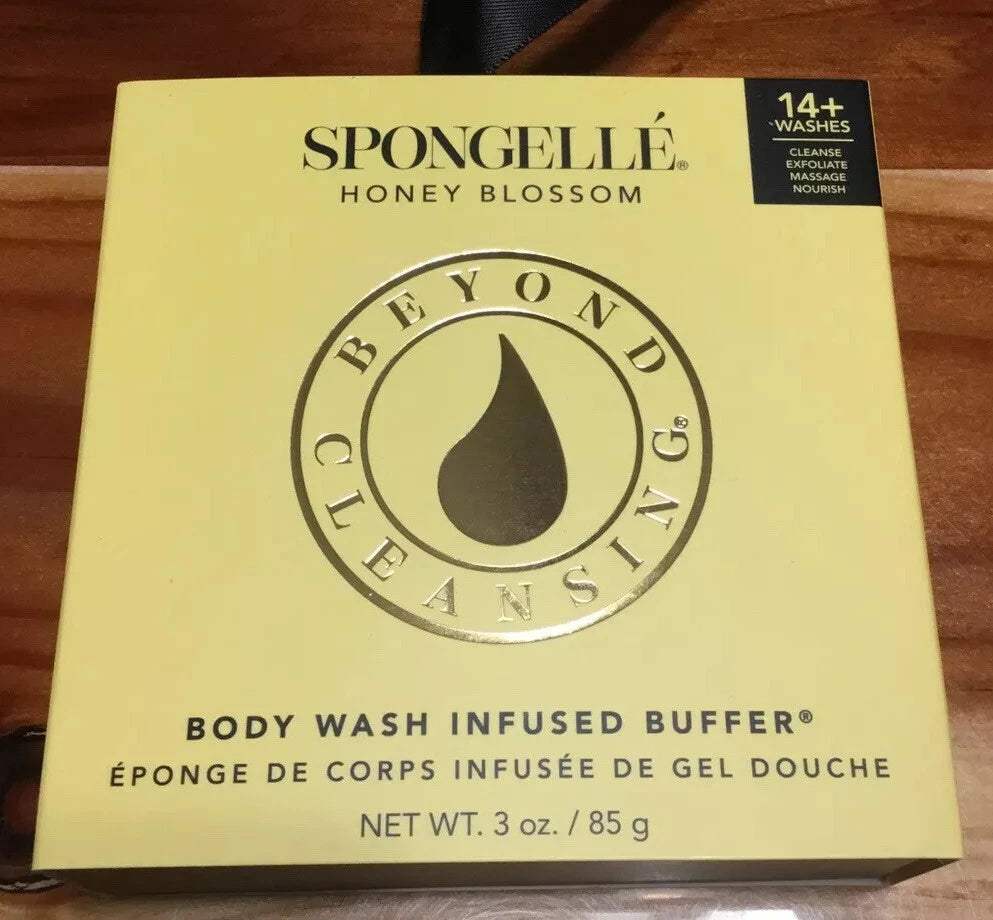 14+
WASHES
CLEANSE
EXFOLIATE
MASSAGE
NOURISH
SPONGELLÉ®
HONEY BLOSSOM
BEYOND
CLEANSING®
BODY WASH INFUSED BUFFER®
ÉPONGE DE CORPS INFUSÉE DE GEL DOUCHE
NET WT. 3 oz. / 85 g